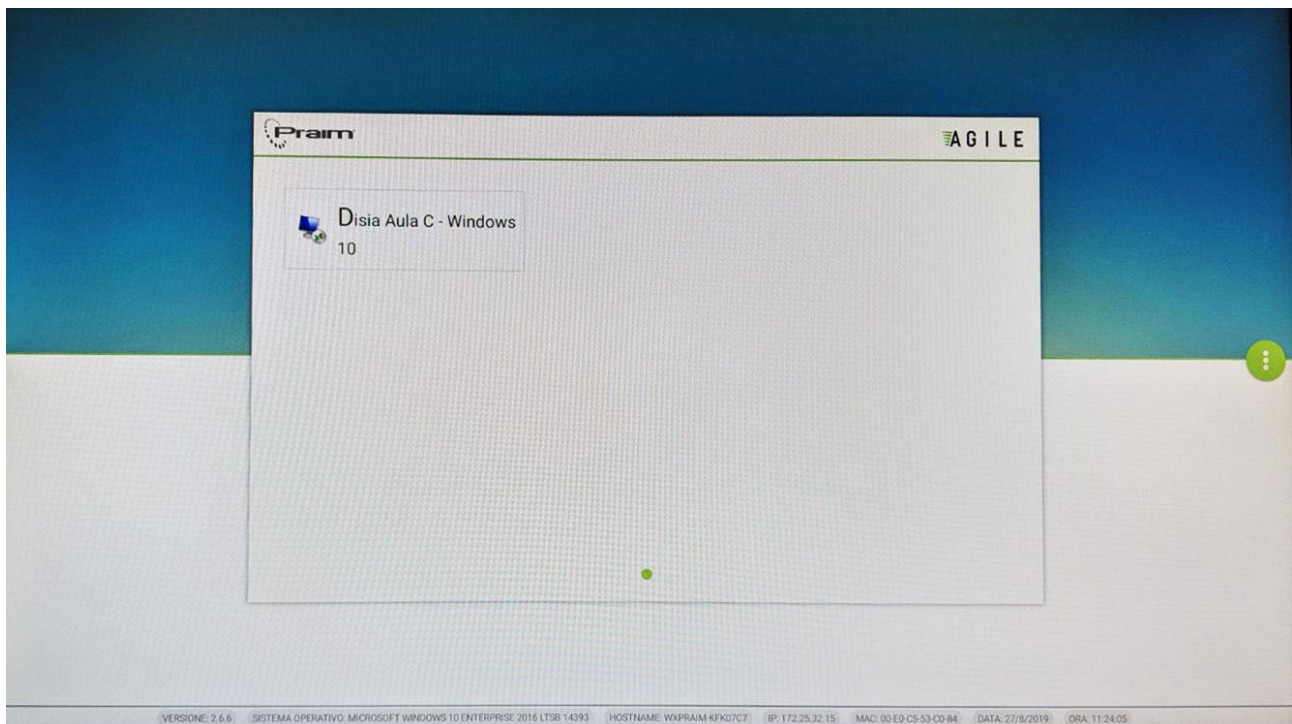 Praim
AGILE
Disia Aula C - Windows
10
VERSIONE: 2.6.6 SISTEMA OPERATIVO: MICROSOFT WINDOWS 10 ENTERPRISE 2016 LTSB 14393 HOSTNAME: WXPRAIM-KFK07C7 IP: 172.25.32.15 MAC: 00-E0-C5-53-C0-84 DATA: 27/8/2019 ORA: 11:24:05